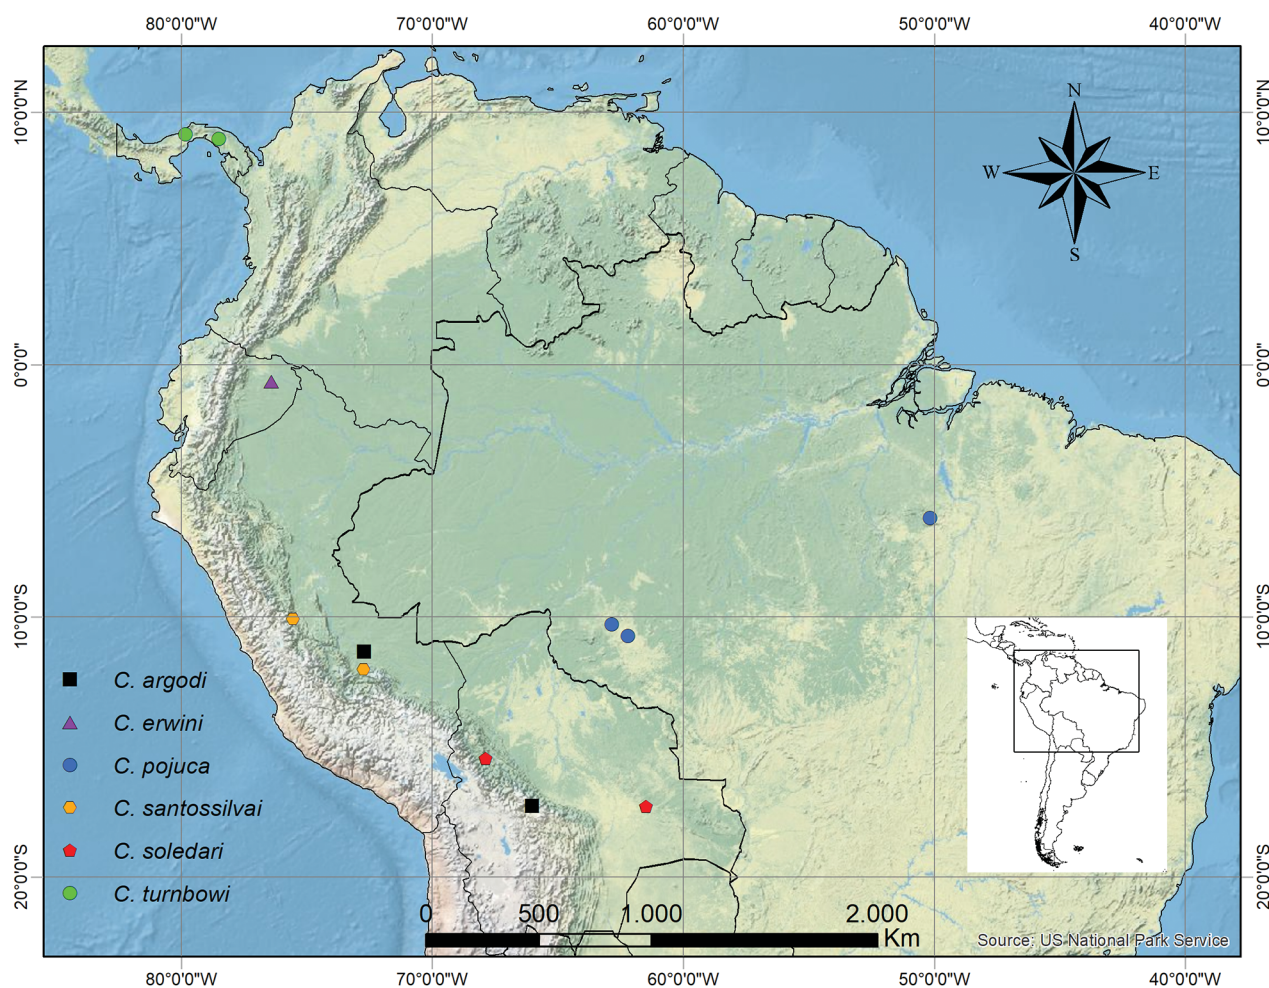 80°0'0"W 70°0'0"W 60°0'0"W 50°0'0"W 40°0'0"W
10°0'0"N 10°0'0"N
N
W E
S
0°0'0" 0°0'0"
10°0'0"S 10°0'0"S
C. argodi
C. erwini
C. pojuca
C. santossilvai
C. soledari
C. turnbowi
20°0'0"S 20°0'0"S
0 500 1.000 2.000
Km
Source: US National Park Service
80°0'0"W 70°0'0"W 60°0'0"W 50°0'0"W 40°0'0"W